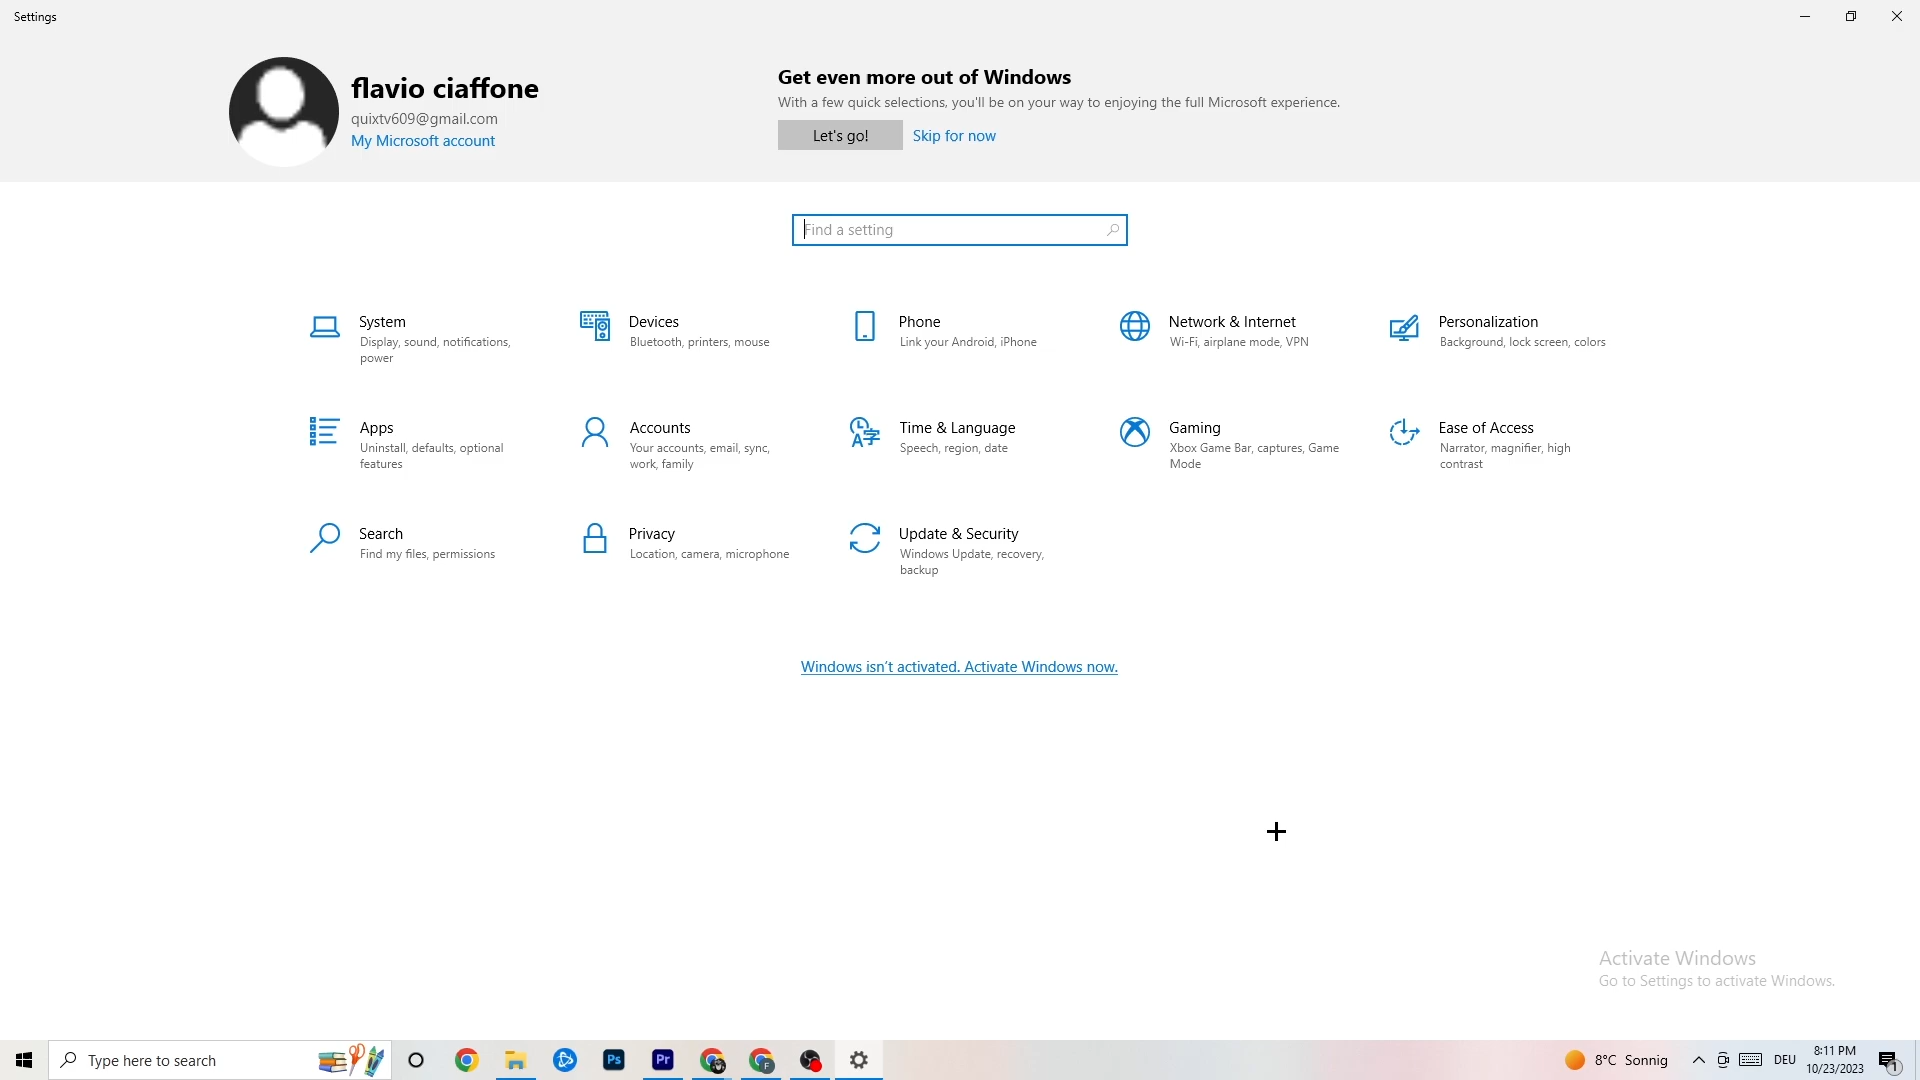 Settings
flavio ciaffone
quixtv609@gmail.com
My Microsoft account
Get even more out of Windows
With a few quick selections, you'll be on your way to enjoying the full Microsoft experience.
Let's go!
Skip for now
Find a setting
System
Display, sound, notifications,
power
Devices
Bluetooth, printers, mouse
Phone
Link your Android, iPhone
Network & Internet
Wi-Fi, airplane mode, VPN
Personalization
Background, lock screen, colors
Apps
Uninstall, defaults, optional
features
Accounts
Your accounts, email, sync,
work, family
Time & Language
Speech, region, date
Gaming
Xbox Game Bar, captures, Game
Mode
Ease of Access
Narrator, magnifier, high
contrast
Search
Find my files, permissions
Privacy
Location, camera, microphone
Update & Security
Windows Update, recovery,
backup
Windows isn't activated. Activate Windows now.
Activate Windows
Go to Settings to activate Windows.
Type here to search
Ps
Pr
F
8°C Sonnig
DEU
8:11 PM
10/23/2023
1